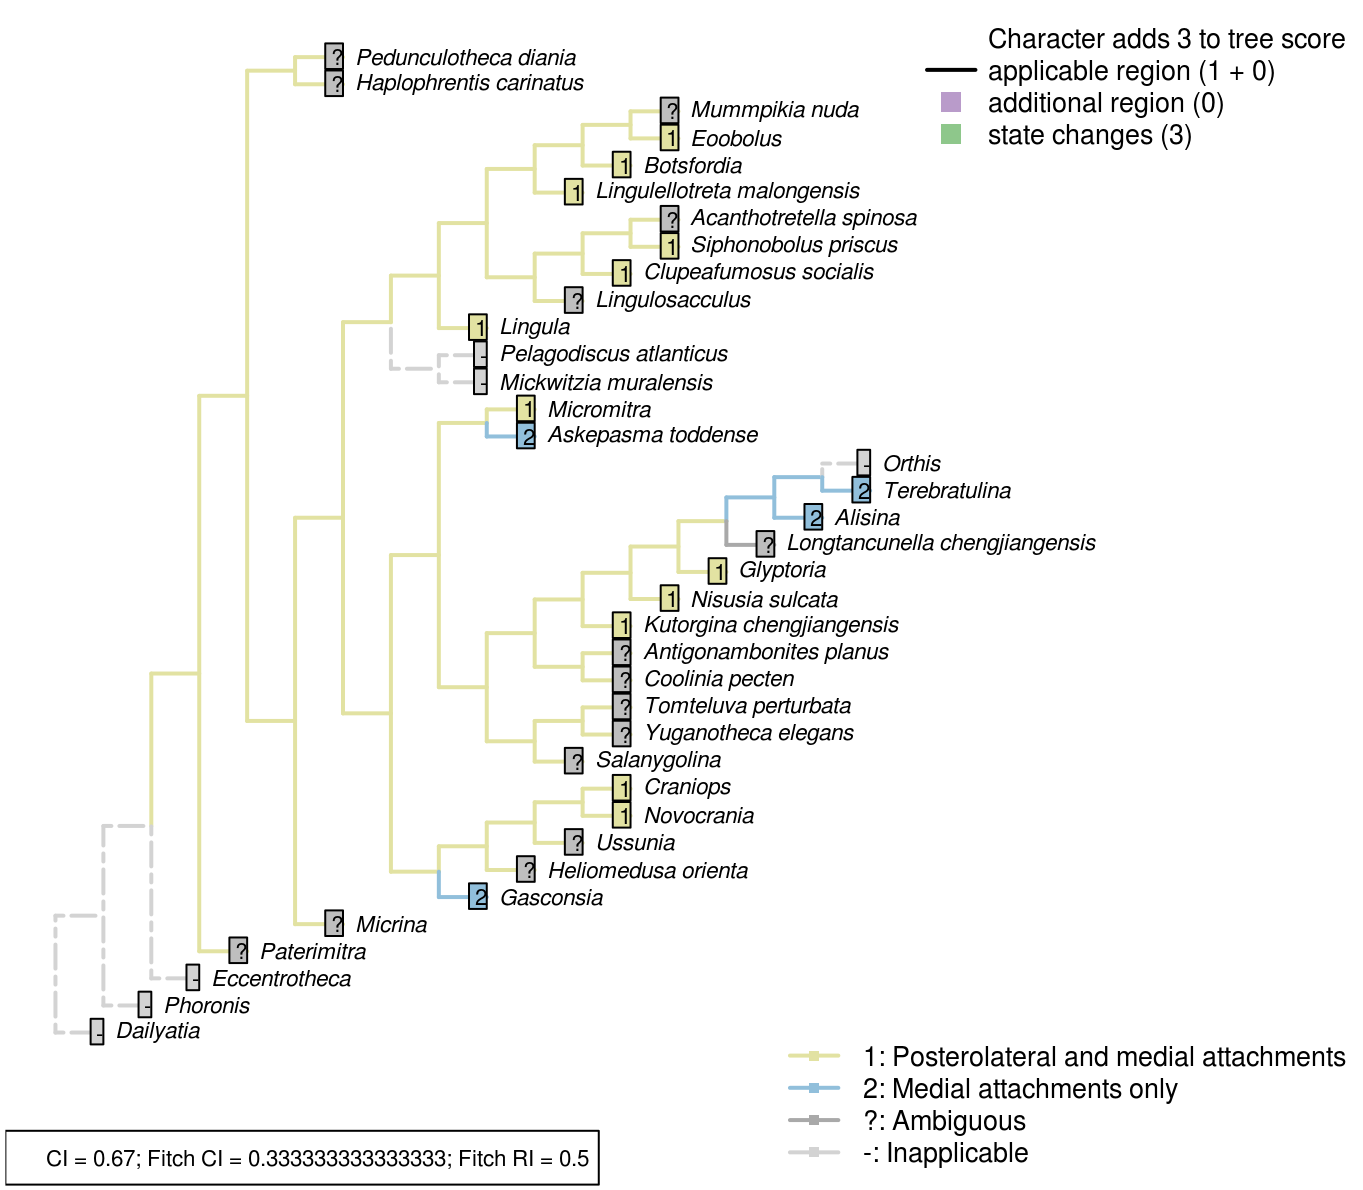 Character adds 3 to tree score
applicable region (1 + 0)
additional region (0)
state changes (3)
? Pedunculotheca diania
? Haplophrentis carinatus
? Mummpikia nuda
1 Eoobolus
1 Botsfordia
1 Lingulellotreta malongensis
? Acanthotretella spinosa
1 Siphonobolus priscus
1 Clupeafumosus socialis
? Lingulosacculus
1 Lingula
- Pelagodiscus atlanticus
- Mickwitzia muralensis
1 Micromitra
2 Askepasma toddense
- Orthis
2 Terebratulina
2 Alisina
? Longtancunella chengjiangensis
1 Glyptoria
1 Nisusia sulcata
1 Kutorgina chengjiangensis
? Antigonambonites planus
? Coolinia pecten
? Tomteluva perturbata
? Yuganotheca elegans
? Salanygolina
1 Craniops
1 Novocrania
? Ussunia
? Heliomedusa orienta
2 Gasconsia
? Micrina
? Paterimitra
- Eccentrotheca
- Phoronis
- Dailyatia
1: Posterolateral and medial attachments
2: Medial attachments only
?: Ambiguous
-: Inapplicable
CI = 0.67; Fitch CI = 0.333333333333333; Fitch RI = 0.5